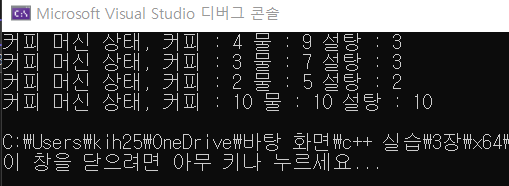 Microsoft Visual Studio 디버그 콘솔
커피 머신 상태, 커피 : 4 물 : 9 설탕 : 3
커피 머신 상태, 커피 : 3 물 : 7 설탕 : 3
커피 머신 상태, 커피 : 2 물 : 5 설탕 : 2
커피 머신 상태, 커피 : 10 물 : 10 설탕 : 10
C:₩Users₩kih25₩OneDrive₩바탕 화면₩c++ 실습₩3장₩x64₩
이 창을 닫으려면 아무 키나 누르세요...